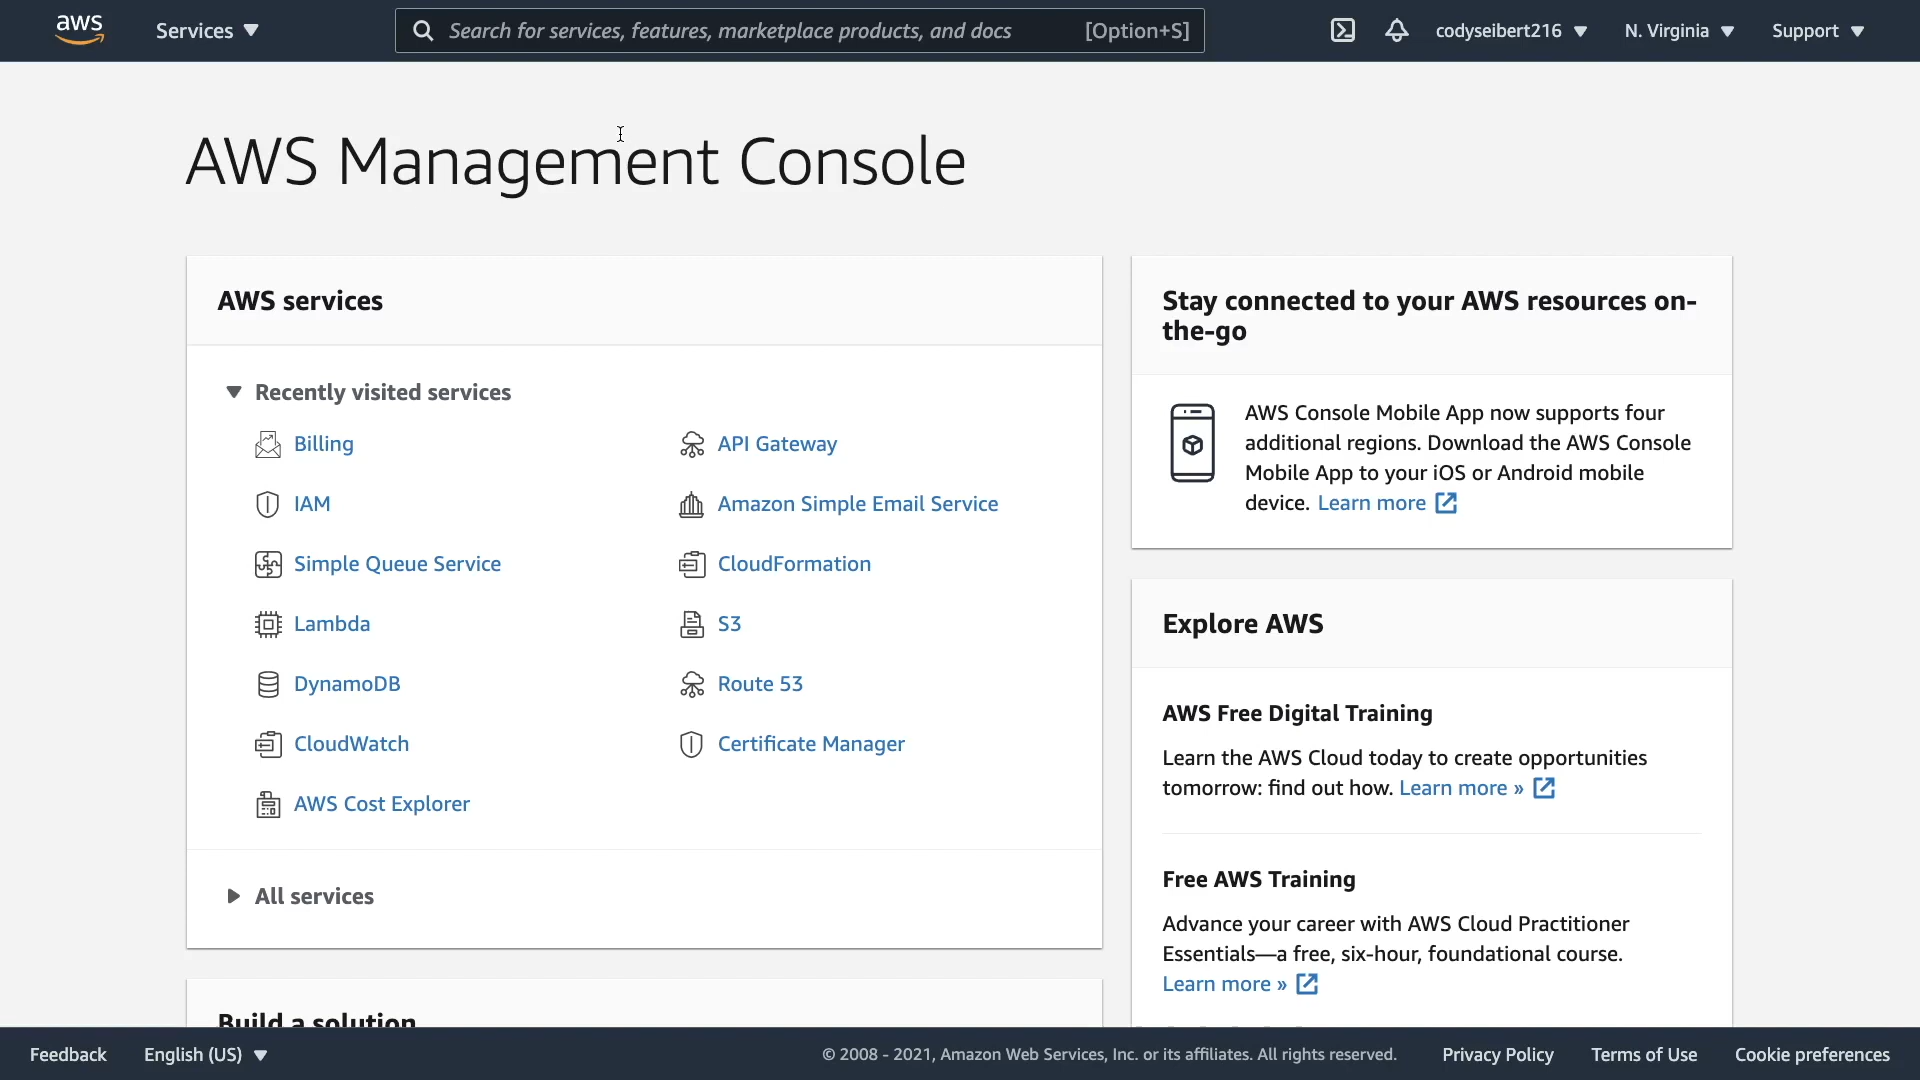 aws
Services
Search for services, features, marketplace products, and docs
[Option+S]
codyseibert216
N. Virginia
Support
AWS Management Console
AWS services
Recently visited services
Billing
API Gateway
IAM
Amazon Simple Email Service
Simple Queue Service
CloudFormation
Lambda
S3
DynamoDB
Route 53
CloudWatch
Certificate Manager
AWS Cost Explorer
All services
Build a solution
Stay connected to your AWS resources on-
the-go
AWS Console Mobile App now supports four
additional regions. Download the AWS Console
Mobile App to your iOS or Android mobile
device. Learn more
Explore AWS
AWS Free Digital Training
Learn the AWS Cloud today to create opportunities
tomorrow: find out how. Learn more »
Free AWS Training
Advance your career with AWS Cloud Practitioner
Essentials—a free, six-hour, foundational course.
Learn more »
Feedback
English (US)
© 2008 - 2021, Amazon Web Services, Inc. or its affiliates. All rights reserved.
Privacy Policy
Terms of Use
Cookie preferences